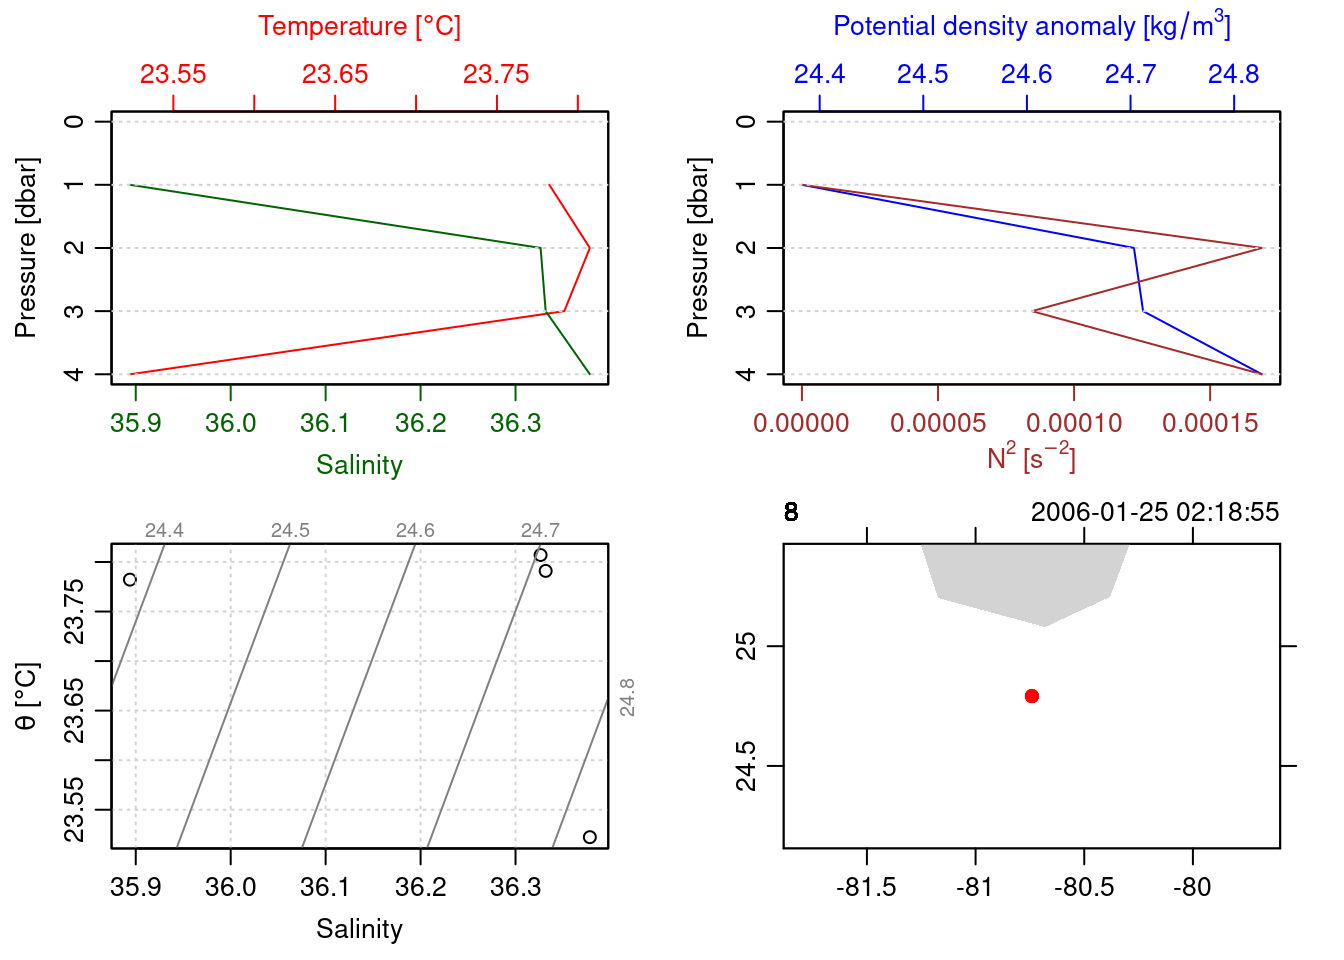 Temperature [°C]
23.55 23.65 23.75
0
1
2
3
4
Pressure [dbar]
35.9 36.0 36.1 36.2 36.3
Salinity
Potential density anomaly [kg/m³]
24.4 24.5 24.6 24.7 24.8
0
1
2
3
4
Pressure [dbar]
0.00000 0.00005 0.00010 0.00015
N² [s⁻²]
24.4 24.5 24.6 24.7
24.8
23.75
23.65
23.55
θ [°C]
35.9 36.0 36.1 36.2 36.3
Salinity
8 2006-01-25 02:18:55
25
24.5
-81.5 -81 -80.5 -80